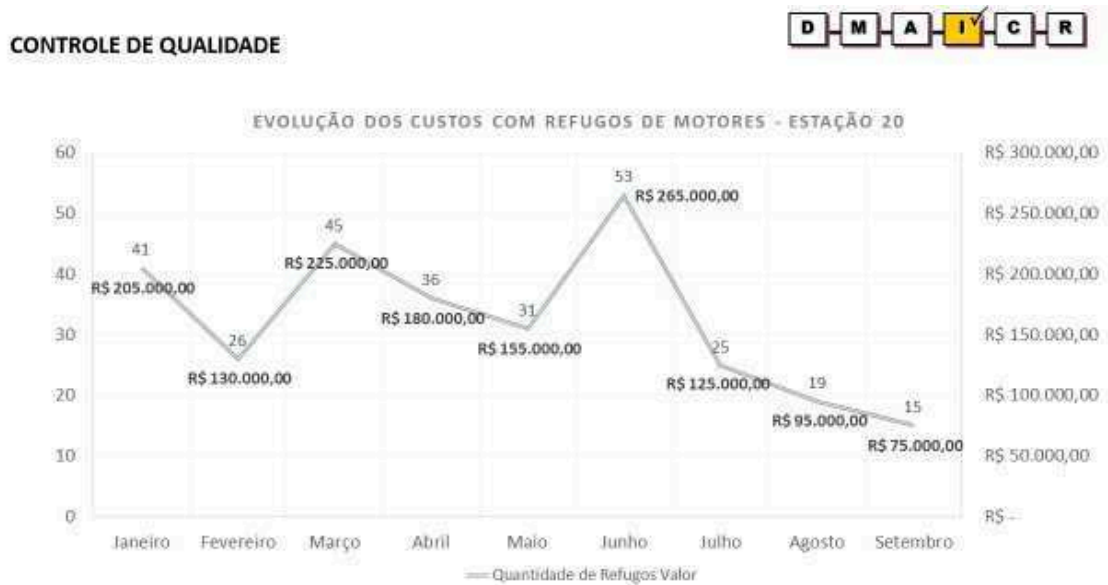 D M A I C R
CONTROLE DE QUALIDADE
EVOLUÇÃO DOS CUSTOS COM REFUGOS DE MOTORES - ESTAÇÃO 20
60
50
40
30
20
10
0
R$ 300.000,00
R$ 250.000,00
R$ 200.000,00
R$ 150.000,00
R$ 100.000,00
R$ 50.000,00
R$ -
41
R$ 205.000,00
26
R$ 130.000,00
45
R$ 225.000,00
36
R$ 180.000,00
31
R$ 155.000,00
53
R$ 265.000,00
25
R$ 125.000,00
19
R$ 95.000,00
15
R$ 75.000,00
Janeiro Fevereiro Março Abril Maio Junho Julho Agosto Setembro
Quantidade de Refugos Valor